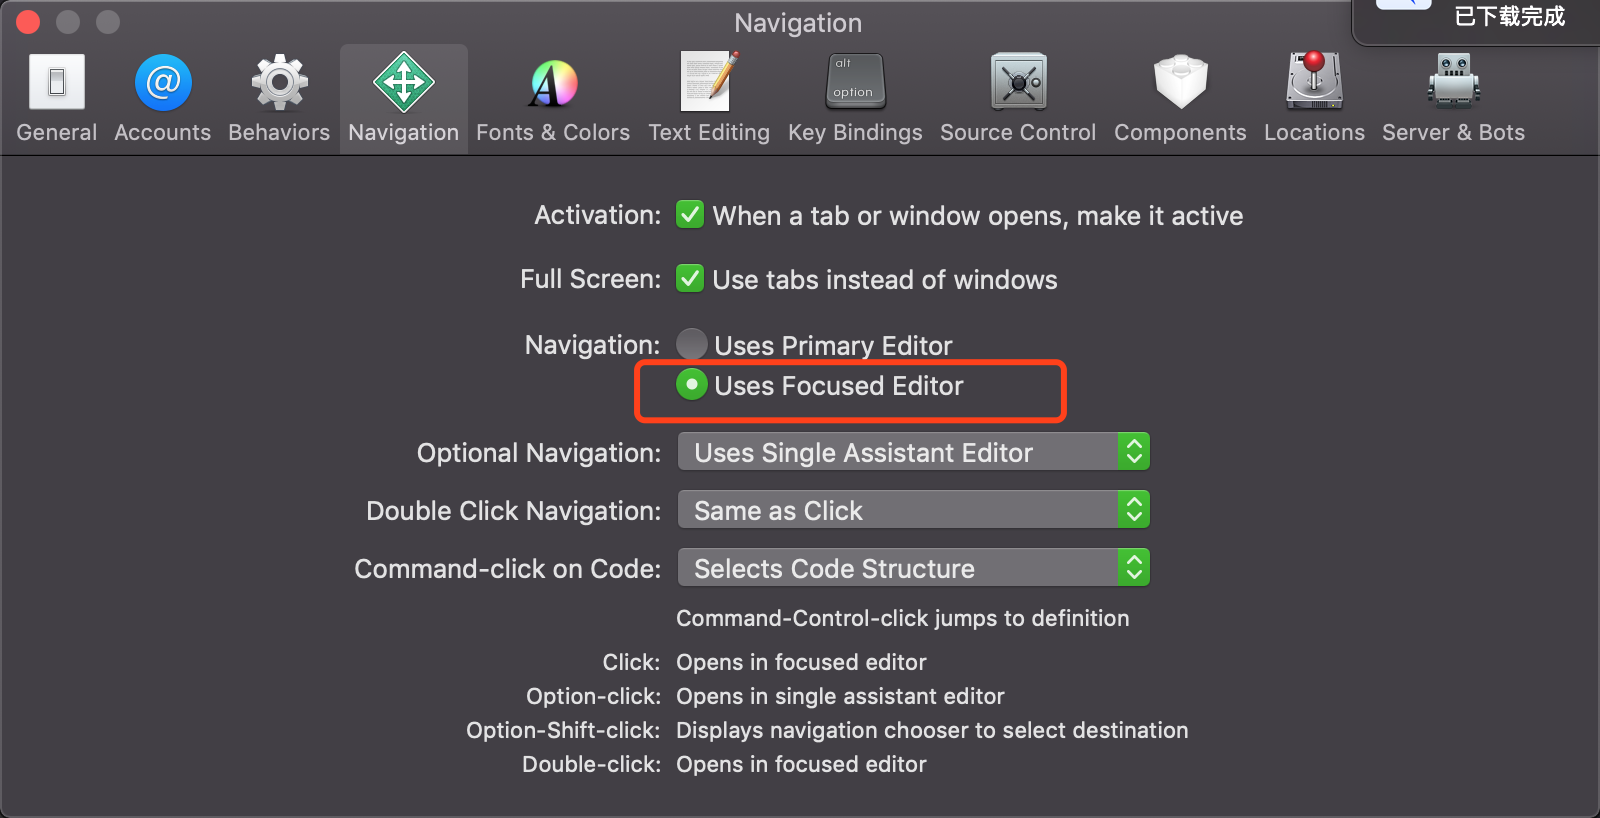 Navigation
已下载完成
@
A
alt
option
General Accounts Behaviors Navigation Fonts & Colors Text Editing Key Bindings Source Control Components Locations Server & Bots
Activation: When a tab or window opens, make it active
Full Screen: Use tabs instead of windows
Navigation: Uses Primary Editor
Uses Focused Editor
Optional Navigation: Uses Single Assistant Editor
Double Click Navigation: Same as Click
Command-click on Code: Selects Code Structure
Command-Control-click jumps to definition
Click: Opens in focused editor
Option-click: Opens in single assistant editor
Option-Shift-click: Displays navigation chooser to select destination
Double-click: Opens in focused editor